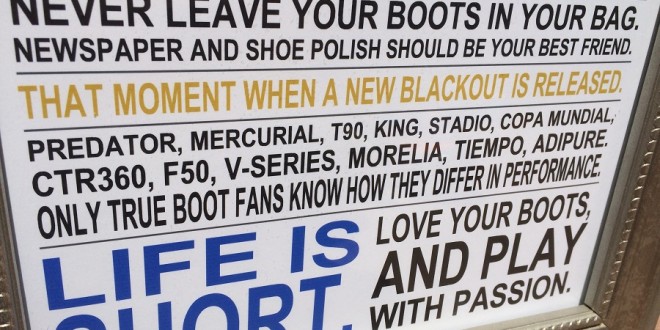 NEVER LEAVE YOUR BOOTS IN YOUR BAG.
NEWSPAPER AND SHOE POLISH SHOULD BE YOUR BEST FRIEND.
THAT MOMENT WHEN A NEW BLACKOUT IS RELEASED.
PREDATOR, MERCURIAL, T90, KING, STADIO, COPA MUNDIAL,
CTR360, F50, V-SERIES, MORELIA, TIEMPO, ADIPURE.
ONLY TRUE BOOT FANS KNOW HOW THEY DIFFER IN PERFORMANCE.
LIFE IS
SHORT.
LOVE YOUR BOOTS,
AND PLAY
WITH PASSION.